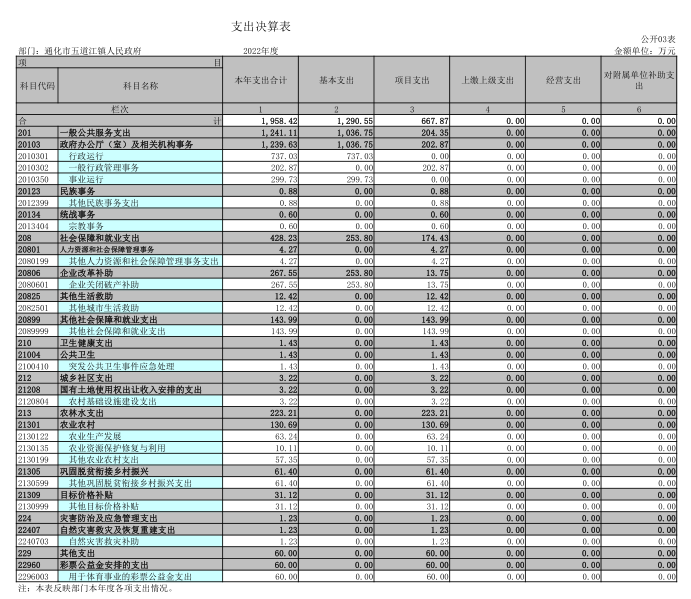 支出决算表
公开03表
部门：通化市五道江镇人民政府 2022年度 金额单位：万元
项 目 本年支出合计 基本支出 项目支出 上缴上级支出 经营支出 对附属单位补助支出
科目代码 科目名称
栏次 1 2 3 4 5 6
合 计 1,958.42 1,290.55 667.87 0.00 0.00 0.00
201 一般公共服务支出 1,241.11 1,036.75 204.35 0.00 0.00 0.00
20103 政府办公厅（室）及相关机构事务 1,239.63 1,036.75 202.87 0.00 0.00 0.00
2010301 行政运行 737.03 737.03 0.00 0.00 0.00 0.00
2010302 一般行政管理事务 202.87 0.00 202.87 0.00 0.00 0.00
2010350 事业运行 299.73 299.73 0.00 0.00 0.00 0.00
20123 民族事务 0.88 0.00 0.88 0.00 0.00 0.00
2012399 其他民族事务支出 0.88 0.00 0.88 0.00 0.00 0.00
20134 统战事务 0.60 0.00 0.60 0.00 0.00 0.00
2013404 宗教事务 0.60 0.00 0.60 0.00 0.00 0.00
208 社会保障和就业支出 428.23 253.80 174.43 0.00 0.00 0.00
20801 人力资源和社会保障管理事务 4.27 0.00 4.27 0.00 0.00 0.00
2080199 其他人力资源和社会保障管理事务支出 4.27 0.00 4.27 0.00 0.00 0.00
20806 企业改革补助 267.55 253.80 13.75 0.00 0.00 0.00
2080601 企业关闭破产补助 267.55 253.80 13.75 0.00 0.00 0.00
20825 其他生活救助 12.42 0.00 12.42 0.00 0.00 0.00
2082501 其他城市生活救助 12.42 0.00 12.42 0.00 0.00 0.00
20899 其他社会保障和就业支出 143.99 0.00 143.99 0.00 0.00 0.00
2089999 其他社会保障和就业支出 143.99 0.00 143.99 0.00 0.00 0.00
210 卫生健康支出 1.43 0.00 1.43 0.00 0.00 0.00
21004 公共卫生 1.43 0.00 1.43 0.00 0.00 0.00
2100410 突发公共卫生事件应急处理 1.43 0.00 1.43 0.00 0.00 0.00
212 城乡社区支出 3.22 0.00 3.22 0.00 0.00 0.00
21208 国有土地使用权出让收入安排的支出 3.22 0.00 3.22 0.00 0.00 0.00
2120804 农村基础设施建设支出 3.22 0.00 3.22 0.00 0.00 0.00
213 农林水支出 223.21 0.00 223.21 0.00 0.00 0.00
21301 农业农村 130.69 0.00 130.69 0.00 0.00 0.00
2130122 农业生产发展 63.24 0.00 63.24 0.00 0.00 0.00
2130135 农业资源保护修复与利用 10.11 0.00 10.11 0.00 0.00 0.00
2130199 其他农业农村支出 57.35 0.00 57.35 0.00 0.00 0.00
21305 巩固脱贫衔接乡村振兴 61.40 0.00 61.40 0.00 0.00 0.00
2130599 其他巩固脱贫衔接乡村振兴支出 61.40 0.00 61.40 0.00 0.00 0.00
21309 目标价格补贴 31.12 0.00 31.12 0.00 0.00 0.00
2130999 其他目标价格补贴 31.12 0.00 31.12 0.00 0.00 0.00
224 灾害防治及应急管理支出 1.23 0.00 1.23 0.00 0.00 0.00
22407 自然灾害救灾及恢复重建支出 1.23 0.00 1.23 0.00 0.00 0.00
2240703 自然灾害救灾补助 1.23 0.00 1.23 0.00 0.00 0.00
229 其他支出 60.00 0.00 60.00 0.00 0.00 0.00
22960 彩票公益金安排的支出 60.00 0.00 60.00 0.00 0.00 0.00
2296003 用于体育事业的彩票公益金支出 60.00 0.00 60.00 0.00 0.00 0.00
注：本表反映部门本年度各项支出情况。